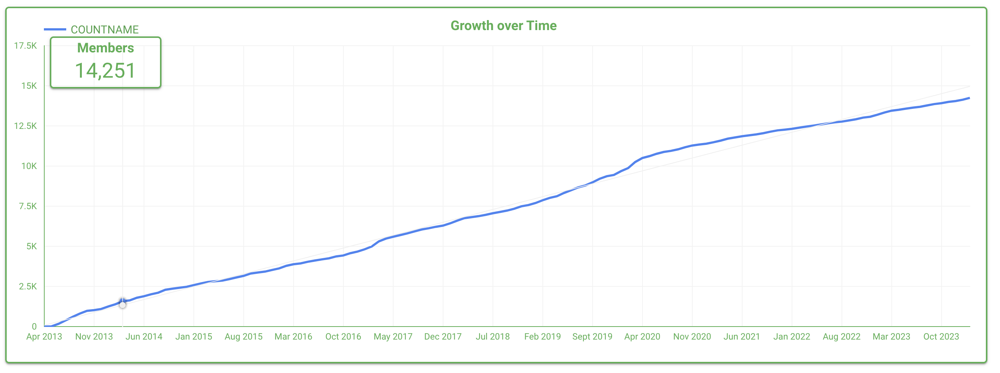 Growth over Time
COUNTNAME
Members
14,251
17.5K
15K
12.5K
10K
7.5K
5K
2.5K
0
Apr 2013 Nov 2013 Jun 2014 Jan 2015 Aug 2015 Mar 2016 Oct 2016 May 2017 Dec 2017 Jul 2018 Feb 2019 Sept 2019 Apr 2020 Nov 2020 Jun 2021 Jan 2022 Aug 2022 Mar 2023 Oct 2023